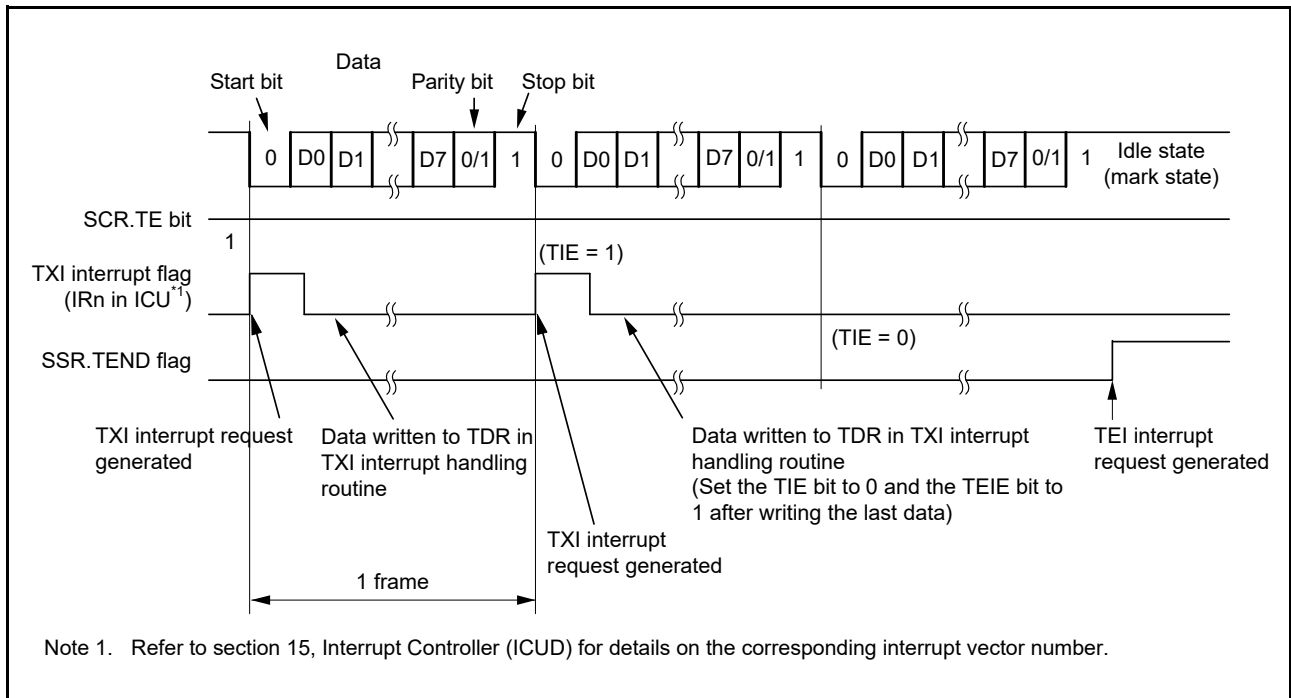 Data
Start bit
Parity bit
Stop bit
0 D0 D1 D7 0/1 1 0 D0 D1 D7 0/1 1 0 D0 D1 D7 0/1 1
Idle state
(mark state)
SCR.TE bit
1
(TIE = 1)
TXI interrupt flag
(IRn in ICU*1)
(TIE = 0)
SSR.TEND flag
TXI interrupt request
generated
Data written to TDR in
TXI interrupt handling
routine
Data written to TDR in TXI interrupt
handling routine
(Set the TIE bit to 0 and the TEIE bit to
1 after writing the last data)
TEI interrupt
request generated
TXI interrupt
request generated
1 frame
Note 1. Refer to section 15, Interrupt Controller (ICUD) for details on the corresponding interrupt vector number.